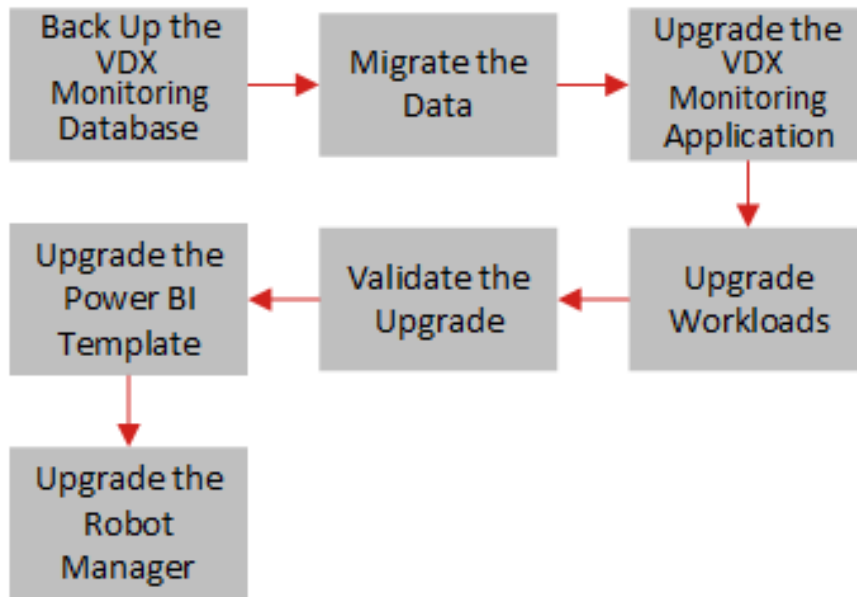 Back Up the
VDX
Monitoring
Database
Migrate the
Data
Upgrade the
VDX
Monitoring
Application
Upgrade
Workloads
Validate the
Upgrade
Upgrade the
Power BI
Template
Upgrade the
Robot
Manager